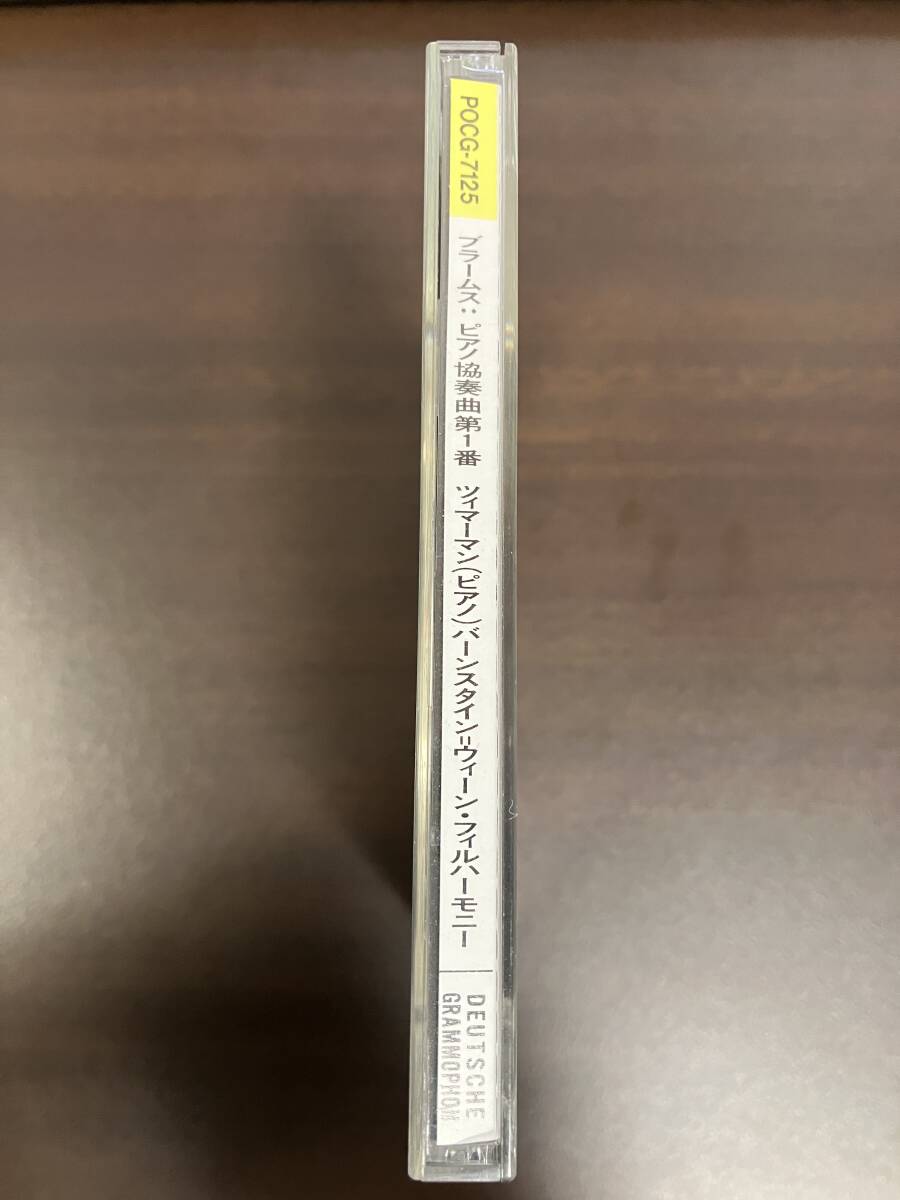 POCG-7125
ブラームス：ピアノ協奏曲第1番 ツィマーマン(ピアノ)バーンスタイン=ウィーン・フィルハーモニー
DEUTSCHE
GRAMMOPHON